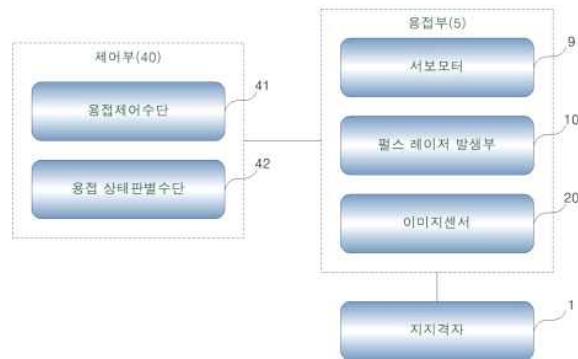 제어부(40)
용접제어수단
41
용접 상태판별수단
42
용접부(5)
서보모터
9
펄스 레이저 발생부
10
이미지센서
20
지지격자
1